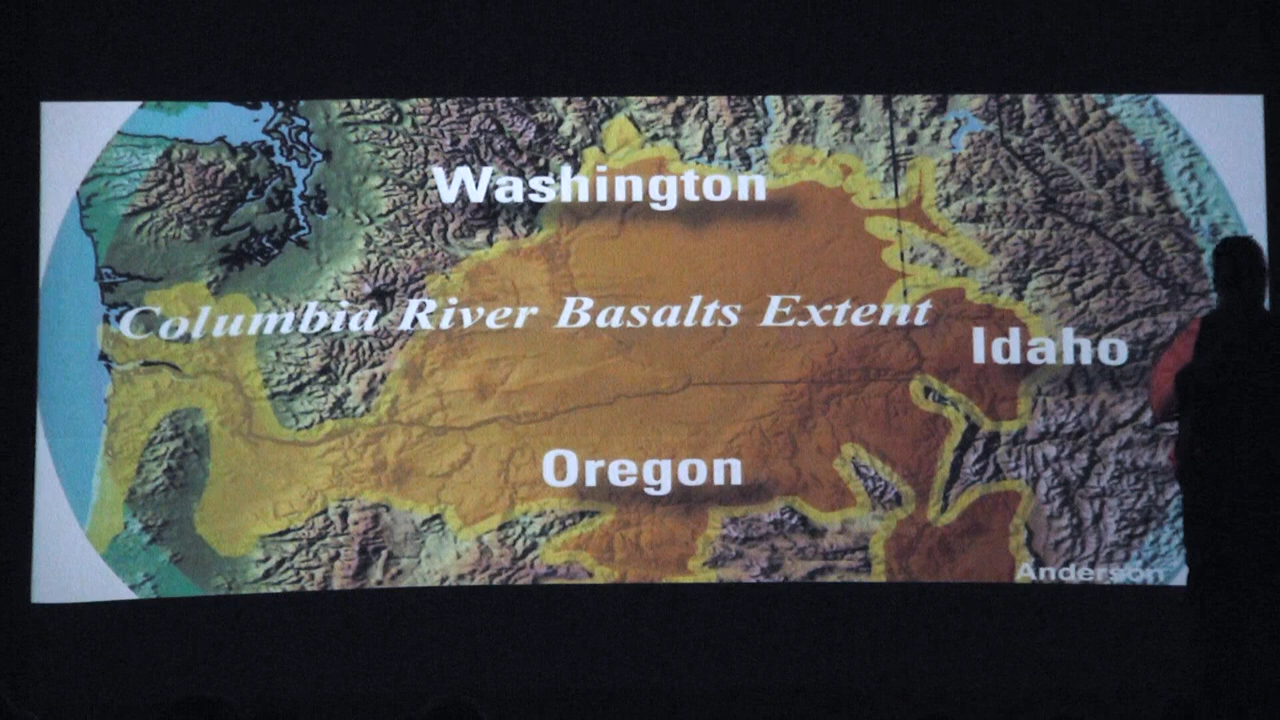 Washington
Columbia River Basalts Extent
Idaho
Oregon
Anderson